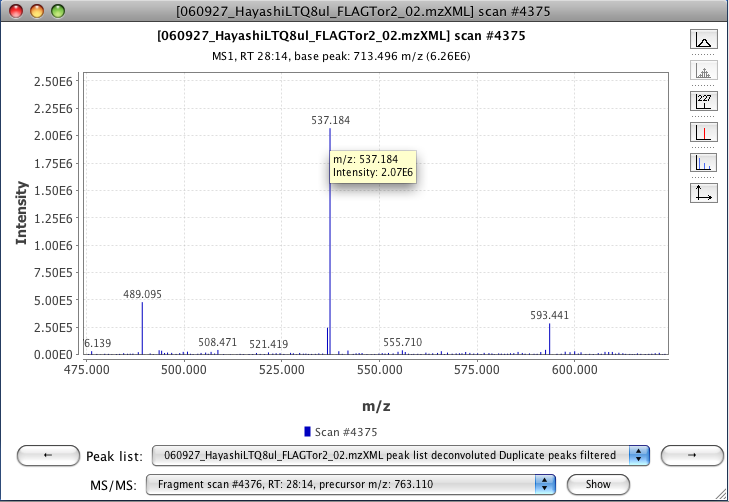 [060927_HayashiLTQ8ul_FLAGTor2_02.mzXML] scan #4375
[060927_HayashiLTQ8ul_FLAGTor2_02.mzXML] scan #4375
MS1, RT 28:14, base peak: 713.496 m/z (6.26E6)
2.50E6
2.25E6
2.00E6
1.75E6
1.50E6
1.25E6
1.00E6
7.50E5
5.00E5
2.50E5
0.00E0
Intensity
537.184
m/z: 537.184
Intensity: 2.07E6
489.095
593.441
6.139
508.471
521.419
555.710
475.000
500.000
525.000
550.000
575.000
600.000
m/z
Scan #4375
227
←
Peak list:
060927_HayashiLTQ8ul_FLAGTor2_02.mzXML peak list deconvoluted Duplicate peaks filtered
→
MS/MS:
Fragment scan #4376, RT: 28:14, precursor m/z: 763.110
Show